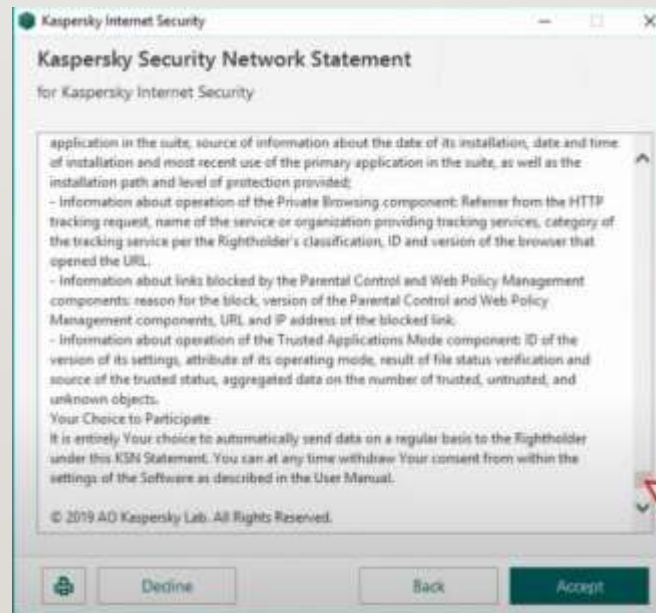 Kaspersky Internet Security
Kaspersky Security Network Statement
for Kaspersky Internet Security
application in the suite, source of information about the date of its installation, date and time
of installation and most recent use of the primary application in the suite, as well as the
installation path and level of protection provided;
- Information about operation of the Private Browsing component: Referrer from the HTTP
tracking request, name of the service or organization providing tracking services, category of
the tracking service per the Rightholder's classification, ID and version of the browser that
opened the URL.
- Information about links blocked by the Parental Control and Web Policy Management
components: reason for the block, version of the Parental Control and Web Policy
Management components, URL and IP address of the blocked link.
- Information about operation of the Trusted Applications Mode component: ID of the
version of its settings, attribute of its operating mode, result of file status verification and
source of the trusted status, aggregated data on the number of trusted, untrusted, and
unknown objects.
Your Choice to Participate
It is entirely Your choice to automatically send data on a regular basis to the Rightholder
under this KSN Statement. You can at any time withdraw Your consent from within the
settings of the Software as described in the User Manual.
© 2019 AO Kaspersky Lab. All Rights Reserved.
Decline
Back
Accept